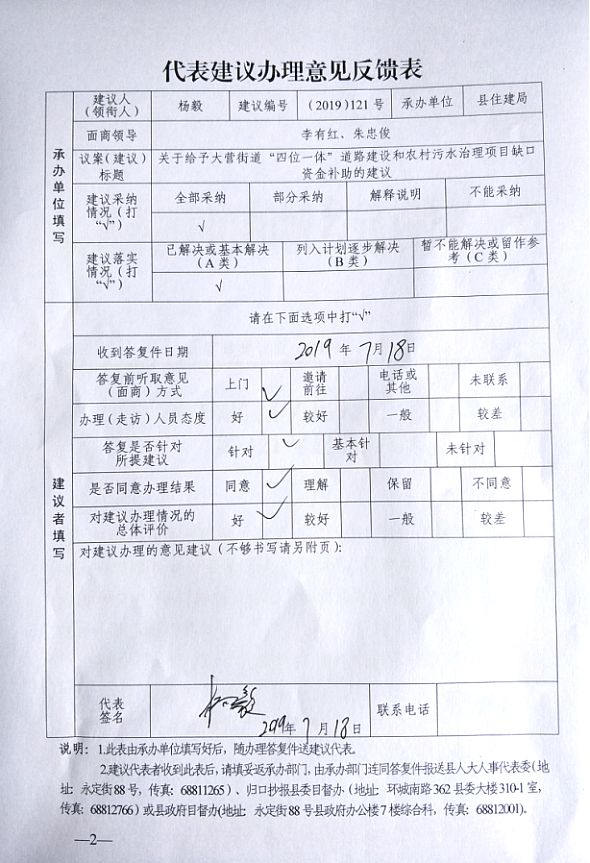 代表建议办理意见反馈表
承办单位填写
建议人（领衔人） 杨毅 建议编号 （2019）121号 承办单位 县住建局
面商领导 李有红、朱忠俊
议案（建议）标题 关于给予大营街道“四位一体”道路建设和农村污水治理项目缺口
资金补助的建议
建议采纳情况（打“√”） 全部采纳 部分采纳 解释说明 不能采纳
√
建议落实情况（打“√”） 已解决或基本解决（A类） 列入计划逐步解决（B类） 暂不能解决或留作参考（C类）
√
建议者填写
请在下面选项中打“√”
收到答复件日期 2019年7月18日
答复前听取意见（面商）方式 上门 √ 邀请前往 电话或其他 未联系
办理（走访）人员态度 好 √ 较好 一般 较差
答复是否针对所提建议 针对 √ 基本针对 未针对
是否同意办理结果 同意 √ 理解 保留 不同意
对建议办理情况的总体评价 好 √ 较好 一般 较差
对建议办理的意见建议（不够书写请另附页）：
代表签名 杨毅 联系电话
2019年7月18日
说明：1.此表由承办单位填写好后，随办理答复件送建议代表。
2.建议代表者收到此表后，请填妥返承办部门，由承办部门连同答复件报送县人大人事代表委（地
址：永定街88号，传真：68811265）、归口抄报县委目督办（地址：环城南路362县委大楼310-1室，
传真：68812766）或县政府目督办（地址：永定街88号县政府办公楼7楼综合科，传真：68812001）。
—2—